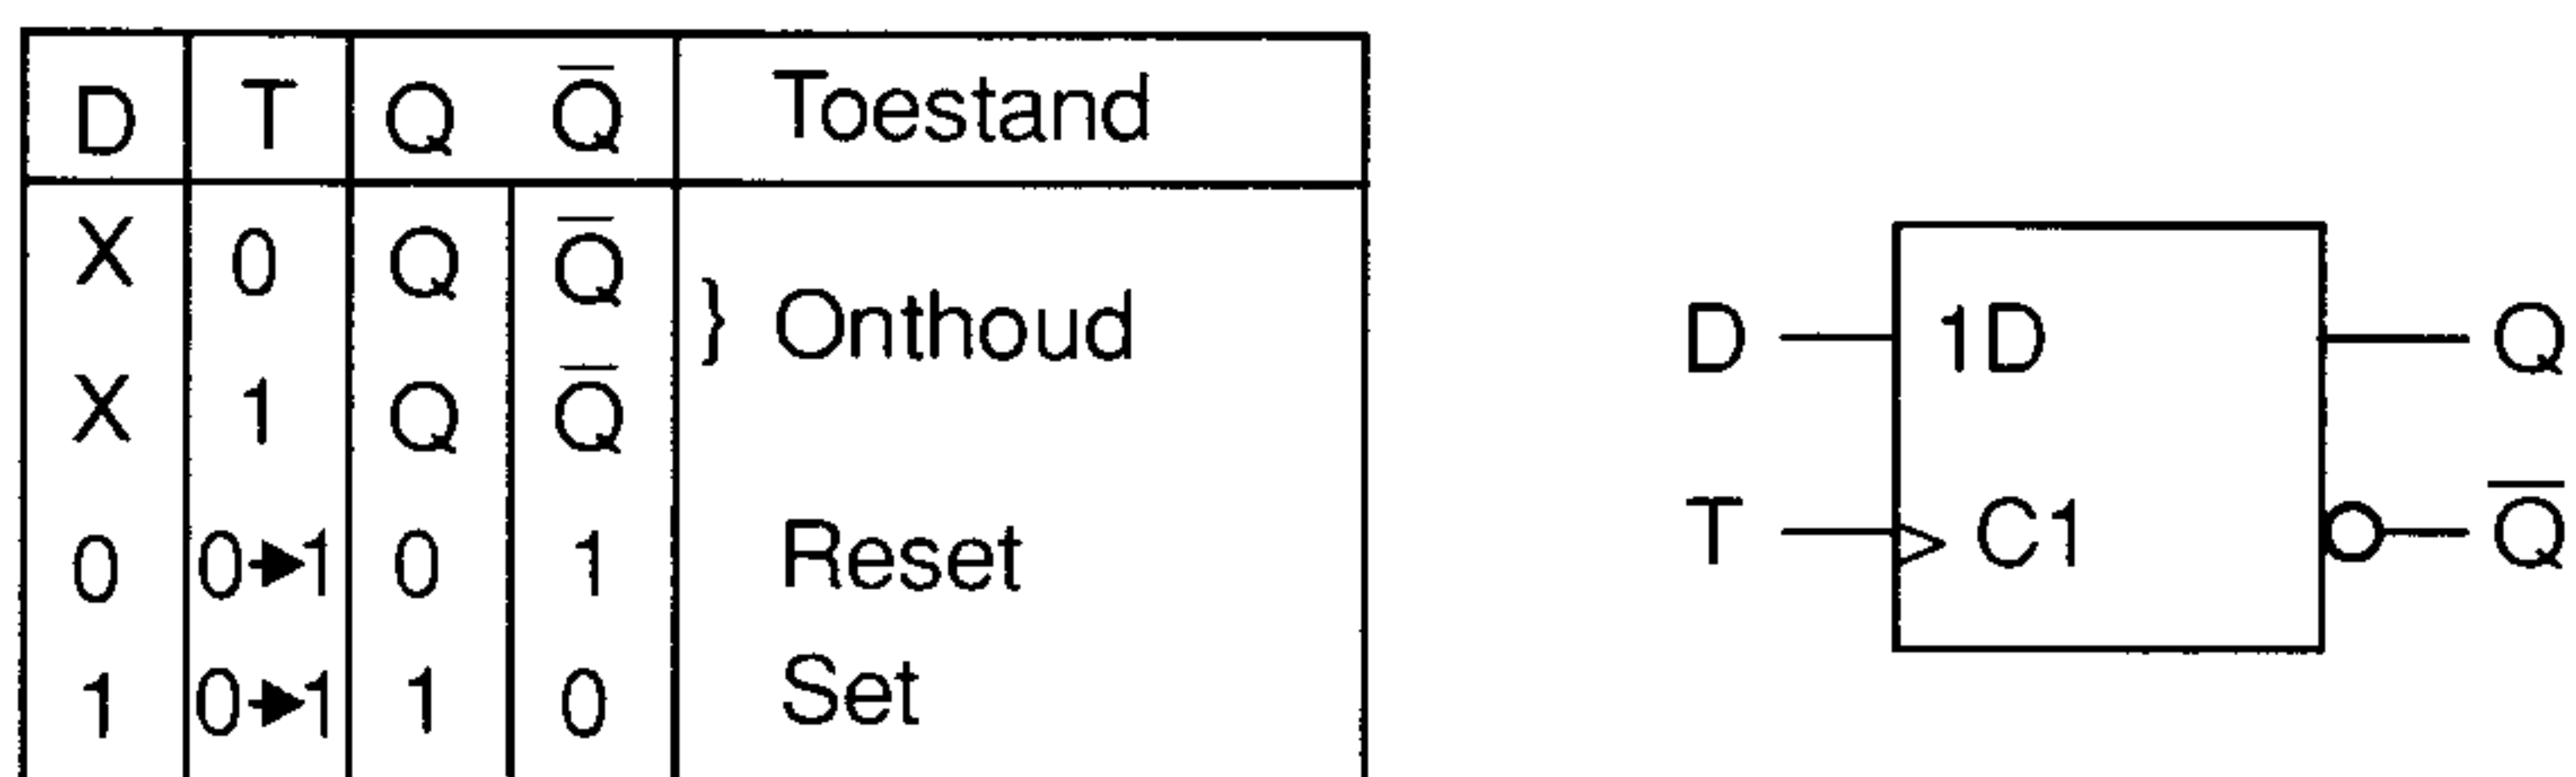 D T Q Q̅ Toestand
X 0 Q Q̅
} Onthoud
X 1 Q Q̅
0 0→1 0 1 Reset
1 0→1 1 0 Set
D 1D Q
T C1 Q̅